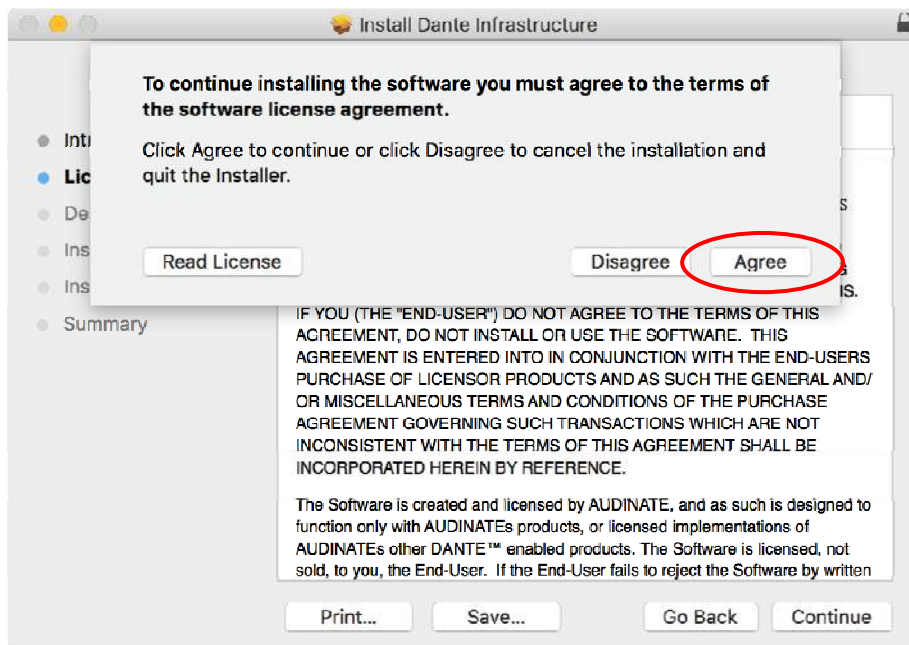 Install Dante Infrastructure
To continue installing the software you must agree to the terms of
the software license agreement.
Click Agree to continue or click Disagree to cancel the installation and
quit the Installer.
Read License
Disagree
Agree
Lic
De
Ins
Ins
Summary
S
IS.
IF YOU (THE "END-USER") DO NOT AGREE TO THE TERMS OF THIS
AGREEMENT, DO NOT INSTALL OR USE THE SOFTWARE. THIS
AGREEMENT IS ENTERED INTO IN CONJUNCTION WITH THE END-USERS
PURCHASE OF LICENSOR PRODUCTS AND AS SUCH THE GENERAL AND/
OR MISCELLANEOUS TERMS AND CONDITIONS OF THE PURCHASE
AGREEMENT GOVERNING SUCH TRANSACTIONS WHICH ARE NOT
INCONSISTENT WITH THE TERMS OF THIS AGREEMENT SHALL BE
INCORPORATED HEREIN BY REFERENCE.
The Software is created and licensed by AUDINATE, and as such is designed to
function only with AUDINATEs products, or licensed implementations of
AUDINATEs other DANTE™ enabled products. The Software is licensed, not
sold, to you, the End-User. If the End-User fails to reject the Software by written
Print...
Save...
Go Back
Continue